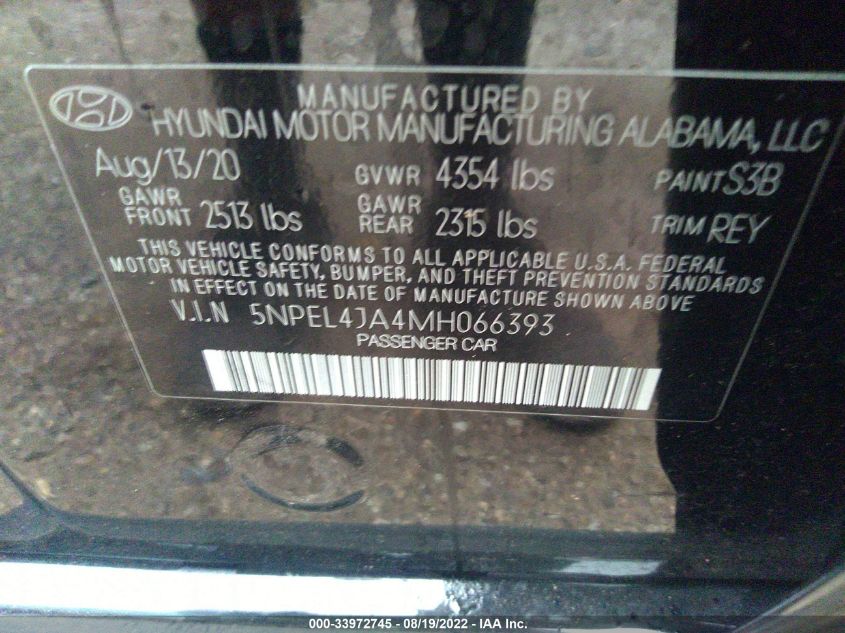 MANUFACTURED BY
HYUNDAI MOTOR MANUFACTURING ALABAMA, LLC
Aug/13/20 GVWR 4354 lbs PAINT S3B
GAWR FRONT 2513 lbs GAWR REAR 2315 lbs TRIM REY
THIS VEHICLE CONFORMS TO ALL APPLICABLE U.S.A. FEDERAL
MOTOR VEHICLE SAFETY, BUMPER, AND THEFT PREVENTION STANDARDS
IN EFFECT ON THE DATE OF MANUFACTURE SHOWN ABOVE
V.I.N 5NPEL4JA4MH066393
PASSENGER CAR
000-33972745 - 08/19/2022 - IAA Inc.